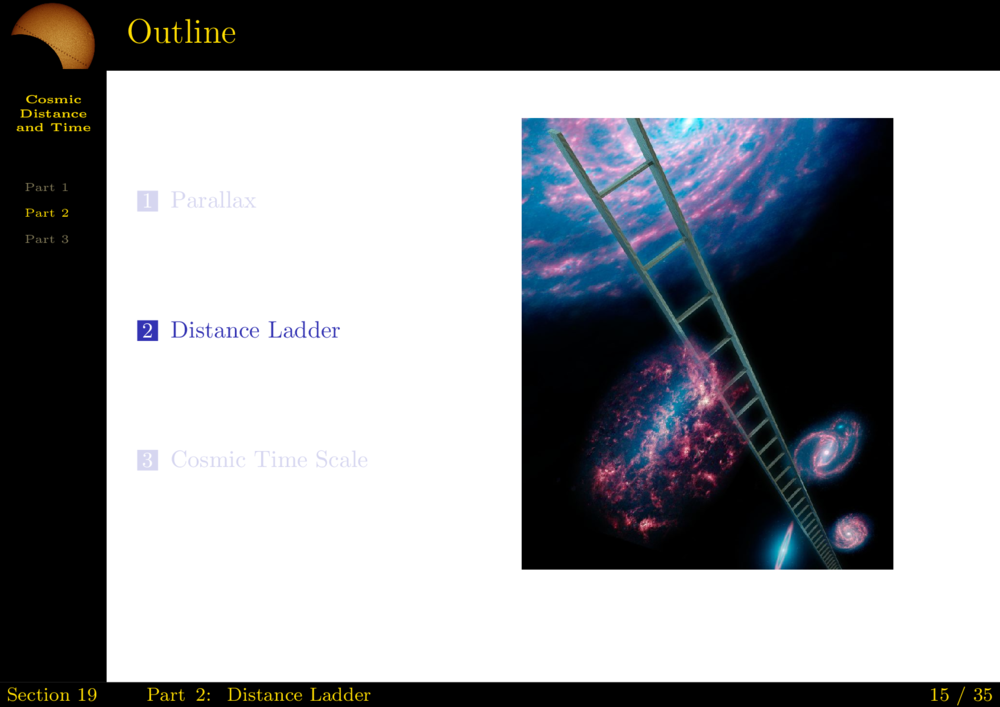 Outline
Cosmic
Distance
and Time
Part 1
Part 2
Part 3
1 Parallax
2 Distance Ladder
3 Cosmic Time Scale
Section 19 Part 2: Distance Ladder 15 / 35